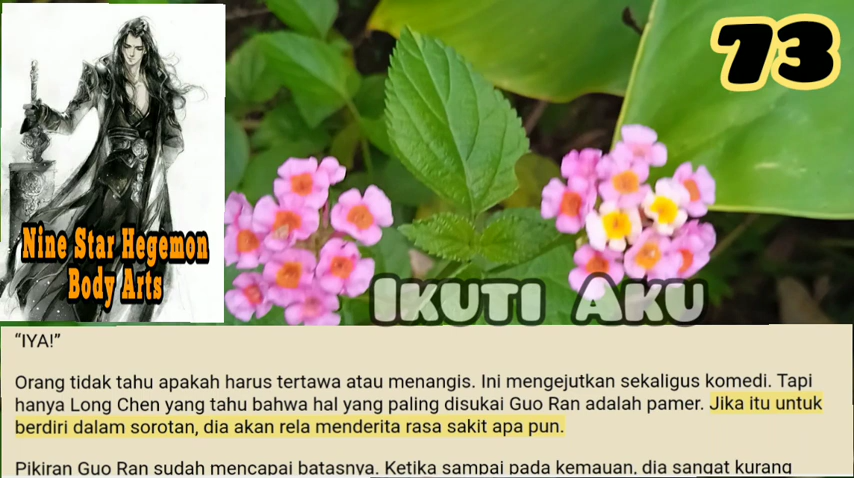 73
Nine Star Hegemon
Body Arts
Ikuti Aku
“IYA!”
Orang tidak tahu apakah harus tertawa atau menangis. Ini mengejutkan sekaligus komedi. Tapi
hanya Long Chen yang tahu bahwa hal yang paling disukai Guo Ran adalah pamer. Jika itu untuk
berdiri dalam sorotan, dia akan rela menderita rasa sakit apa pun.
Pikiran Guo Ran sudah mencapai batasnya. Ketika sampai pada kemauan, dia sangat kurang